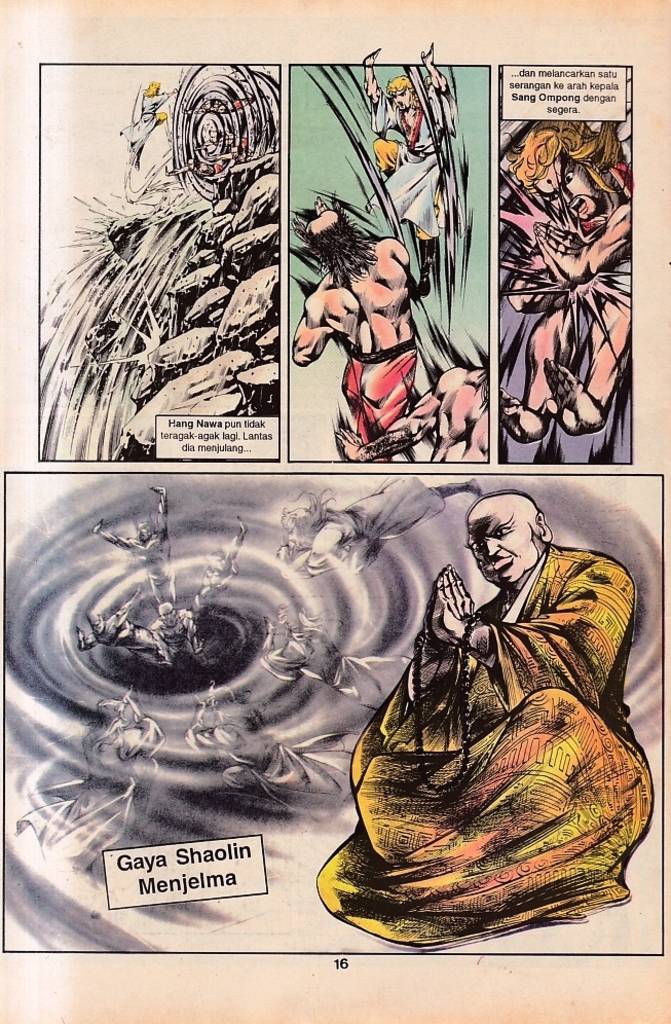 Hang Nawa pun tidak
teragak-agak lagi. Lantas
dia menjulang...
...dan melancarkan satu
serangan ke arah kepala
Sang Ompong dengan
segera.
Gaya Shaolin
Menjelma
16